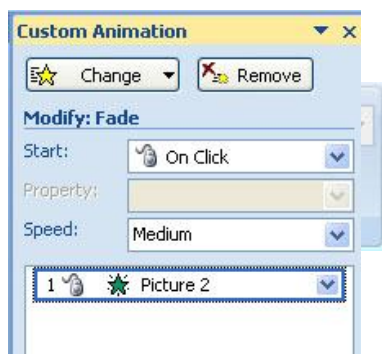 Custom Animation
Change Remove
Modify: Fade
Start: On Click
Property:
Speed: Medium
1 Picture 2